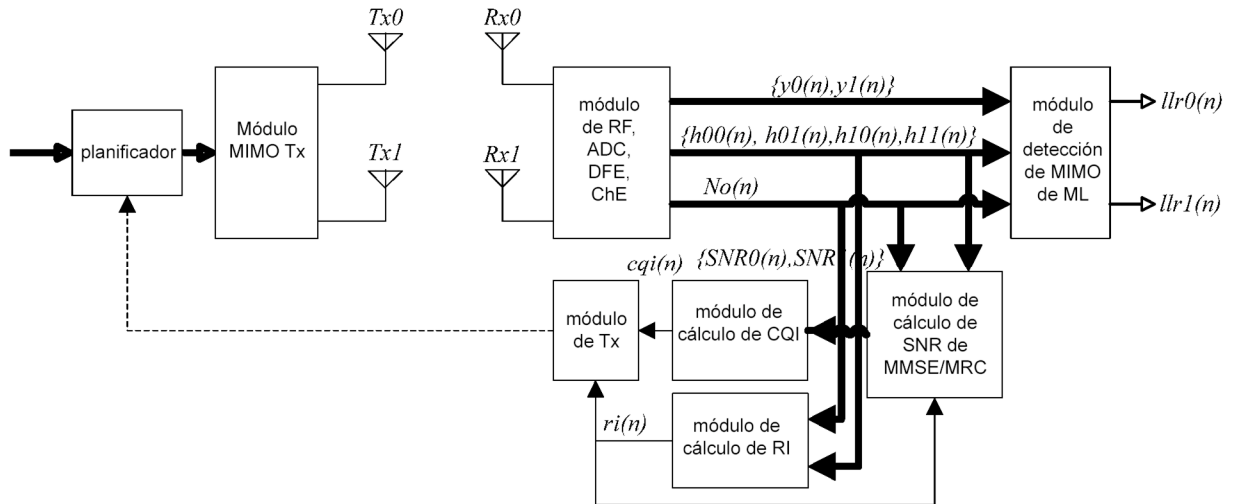 Tx0
Rx0
Tx1
Rx1
planificador
Módulo
MIMO Tx
módulo
de RF,
ADC,
DFE,
ChE
{y0(n),y1(n)}
{h00(n), h01(n),h10(n),h11(n)}
No(n)
módulo
de
detección
de MIMO
de ML
llr0(n)
llr1(n)
cqi(n)
{SNR0(n),SNR1(n)}
módulo
de Tx
módulo de
cálculo de CQI
módulo de
cálculo de
SNR de
MMSE/MRC
ri(n)
módulo de
cálculo de RI